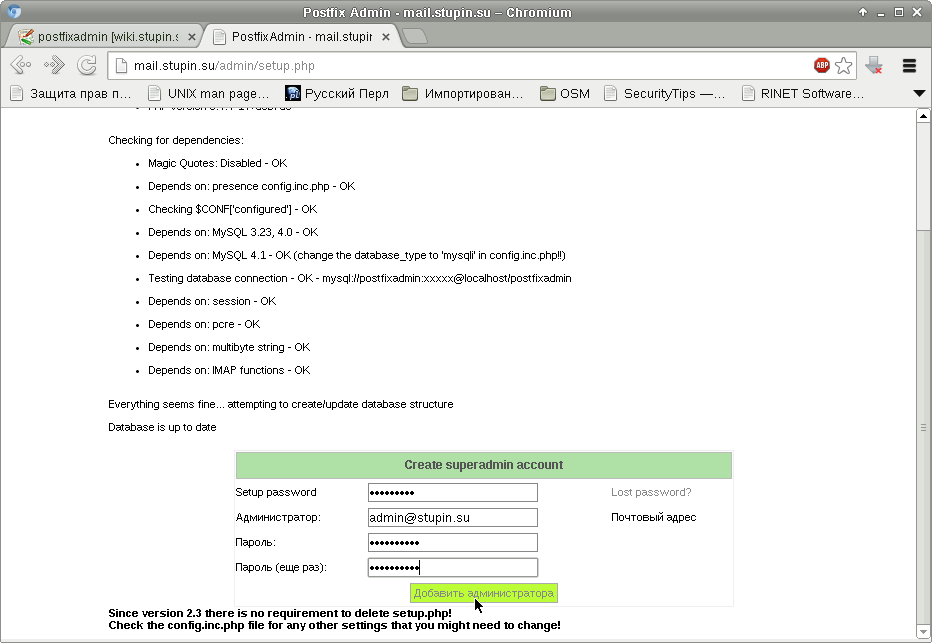 Postfix Admin - mail.stupin.su – Chromium
postfixadmin [wiki.stupin.s
PostfixAdmin - mail.stupin
mail.stupin.su/admin/setup.php
ABP
Защита прав п... UNIX man page... Русский Перл Импортирован... OSM SecurityTips —... RINET Software...
Checking for dependencies:
• Magic Quotes: Disabled - OK
• Depends on: presence config.inc.php - OK
• Checking $CONF['configured'] - OK
• Depends on: MySQL 3.23, 4.0 - OK
• Depends on: MySQL 4.1 - OK (change the database_type to 'mysqli' in config.inc.php!!)
• Testing database connection - OK - mysql://postfixadmin:xxxxx@localhost/postfixadmin
• Depends on: session - OK
• Depends on: pcre - OK
• Depends on: multibyte string - OK
• Depends on: IMAP functions - OK
Everything seems fine... attempting to create/update database structure
Database is up to date
Create superadmin account
Setup password ••••••••• Lost password?
Администратор: admin@stupin.su Почтовый адрес
Пароль: ••••••••••
Пароль (еще раз): ••••••••••
Добавить администратора
Since version 2.3 there is no requirement to delete setup.php!
Check the config.inc.php file for any other settings that you might need to change!